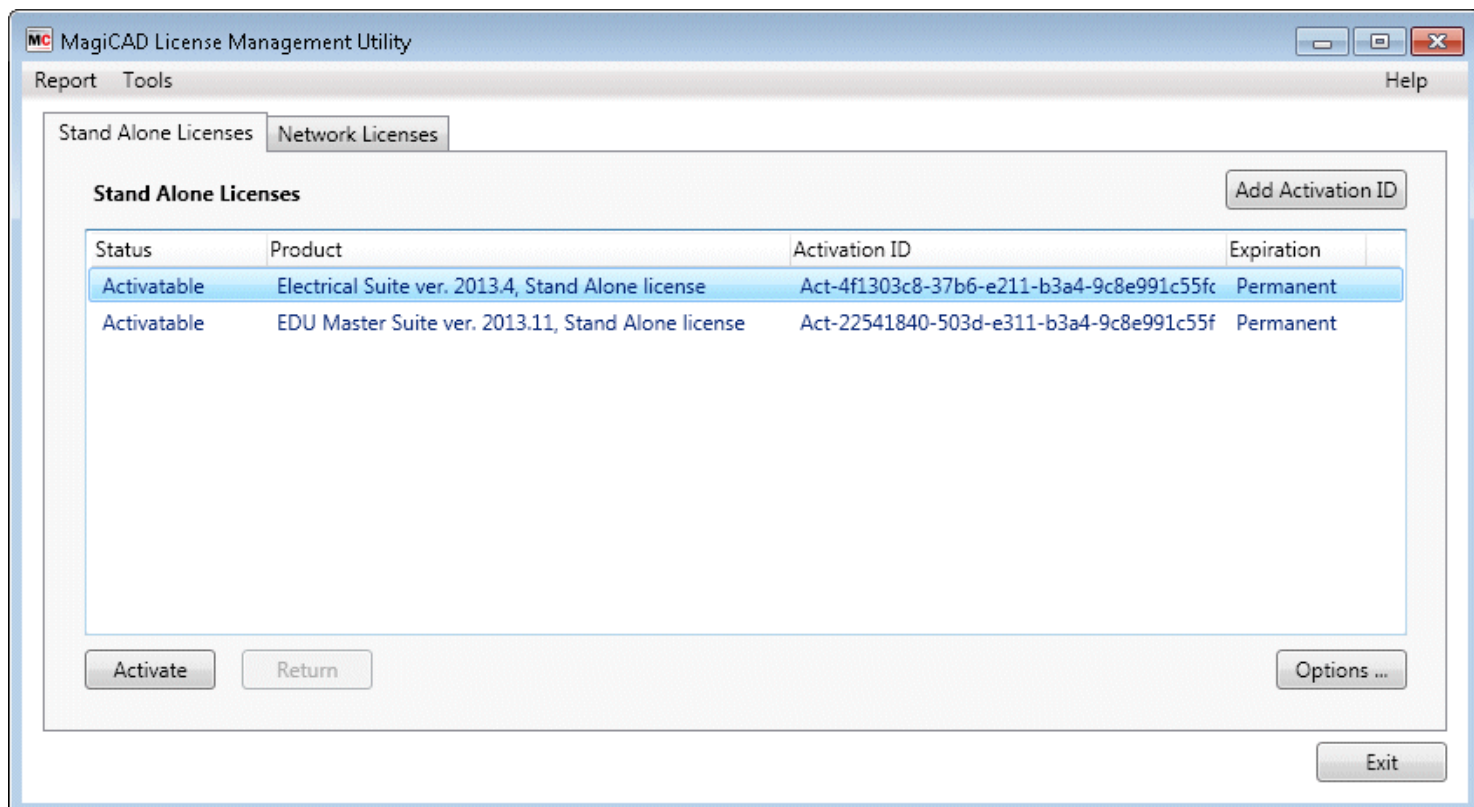 MC MagiCAD License Management Utility
Report Tools Help
Stand Alone Licenses Network Licenses
Stand Alone Licenses Add Activation ID
Status Product Activation ID Expiration
Activatable Electrical Suite ver. 2013.4, Stand Alone license Act-4f1303c8-37b6-e211-b3a4-9c8e991c55fc Permanent
Activatable EDU Master Suite ver. 2013.11, Stand Alone license Act-22541840-503d-e311-b3a4-9c8e991c55f Permanent
Activate Return Options ...
Exit